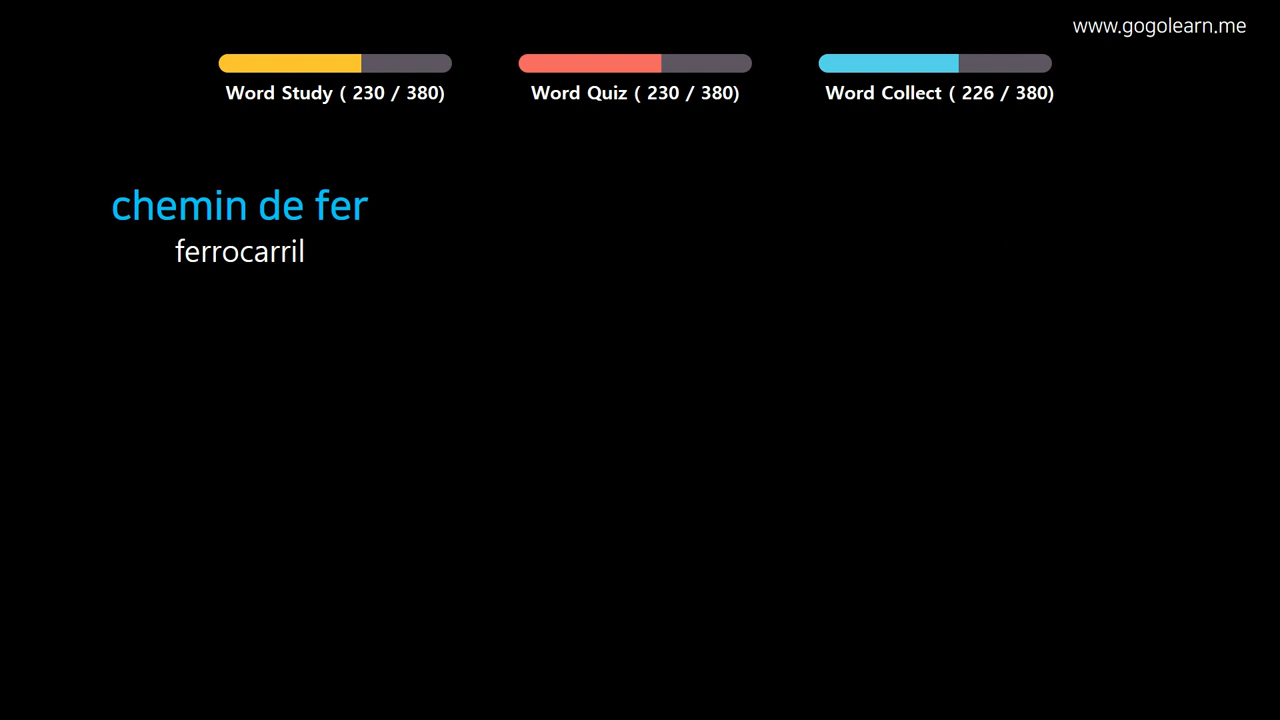 www.gogolearn.me
Word Study ( 230 / 380)
Word Quiz ( 230 / 380)
Word Collect ( 226 / 380)
chemin de fer
ferrocarril